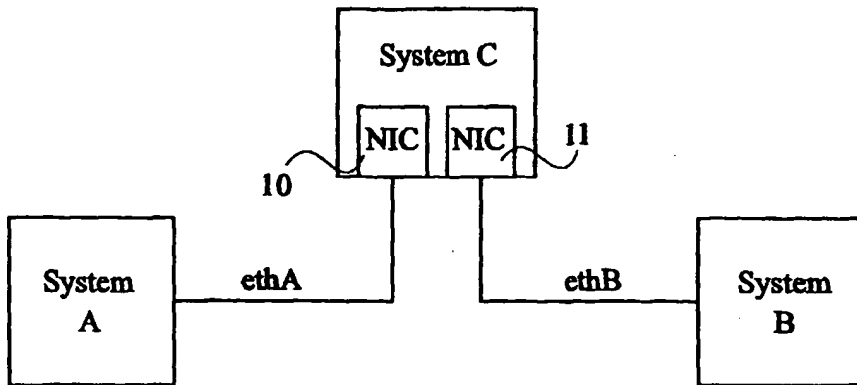 System C
NIC
NIC
10
11
System
A
ethA
ethB
System
B